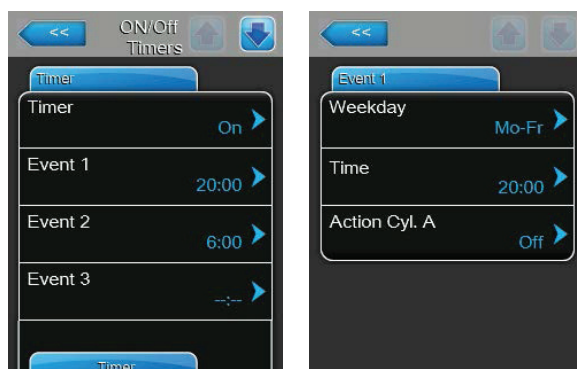 <<
ON/Off
Timers
Timer
Timer
On
Event 1
20:00
Event 2
6:00
Event 3
--:--
Timer
<<
Event 1
Weekday
Mo-Fr
Time
20:00
Action Cyl. A
Off